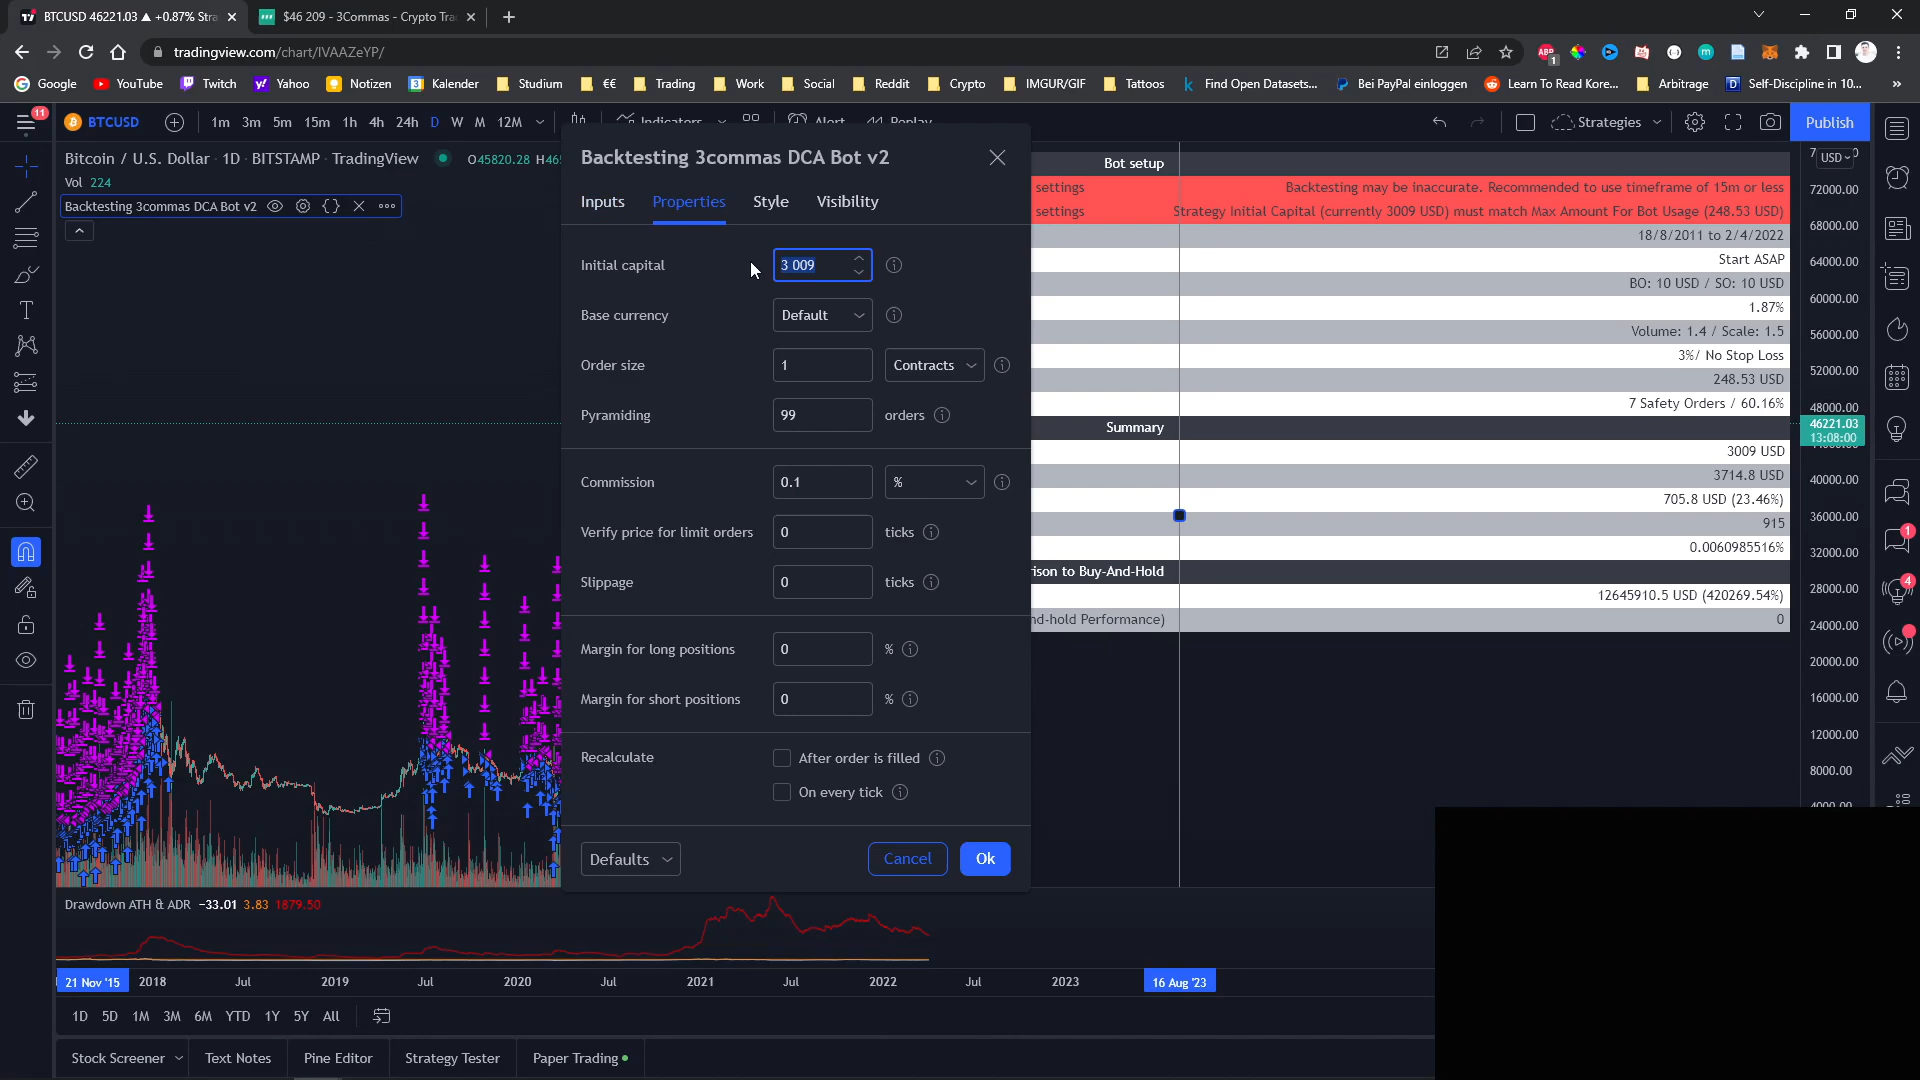 BTCUSD 46221.03 ▲ +0.87% Stra
$46 209 - 3Commas - Crypto Tra
tradingview.com/chart/IVAAZeYP/
Google YouTube Twitch Yahoo Notizen Kalender Studium €€ Trading Work Social Reddit Crypto IMGUR/GIF Tattoos Find Open Datasets... Bei PayPal einloggen Learn To Read Kore... Arbitrage Self-Discipline in 10... »
11 BTCUSD 1m 3m 5m 15m 1h 4h 24h D W M 12M Indicators Alert Replay Strategies Publish
Bitcoin / U.S. Dollar · 1D · BITSTAMP · TradingView O45820.28 H465
Vol 224
Backtesting 3commas DCA Bot v2
Backtesting 3commas DCA Bot v2
Inputs Properties Style Visibility
Initial capital 3 009
Base currency Default
Order size 1 Contracts
Pyramiding 99 orders
Commission 0.1 %
Verify price for limit orders 0 ticks
Slippage 0 ticks
Margin for long positions 0 %
Margin for short positions 0 %
Recalculate After order is filled
On every tick
Defaults Cancel Ok
Bot setup
settings Backtesting may be inaccurate. Recommended to use timeframe of 15m or less
settings Strategy Initial Capital (currently 3009 USD) must match Max Amount For Bot Usage (248.53 USD)
18/8/2011 to 2/4/2022
Start ASAP
BO: 10 USD / SO: 10 USD
1.87%
Volume: 1.4 / Scale: 1.5
3%/ No Stop Loss
248.53 USD
7 Safety Orders / 60.16%
Summary
3009 USD
3714.8 USD
705.8 USD (23.46%)
915
0.0060985516%
ison to Buy-And-Hold
12645910.5 USD (420269.54%)
nd-hold Performance) 0
USD
72000.00
68000.00
64000.00
60000.00
56000.00
52000.00
48000.00
46221.03
13:08:00
40000.00
36000.00
32000.00
28000.00
24000.00
20000.00
16000.00
12000.00
8000.00
4000.00
1
4
Drawdown ATH & ADR −33.01 3.83 1879.50
21 Nov '15 2018 Jul 2019 Jul 2020 Jul 2021 Jul 2022 Jul 2023 16 Aug '23
1D 5D 1M 3M 6M YTD 1Y 5Y All
Stock Screener Text Notes Pine Editor Strategy Tester Paper Trading